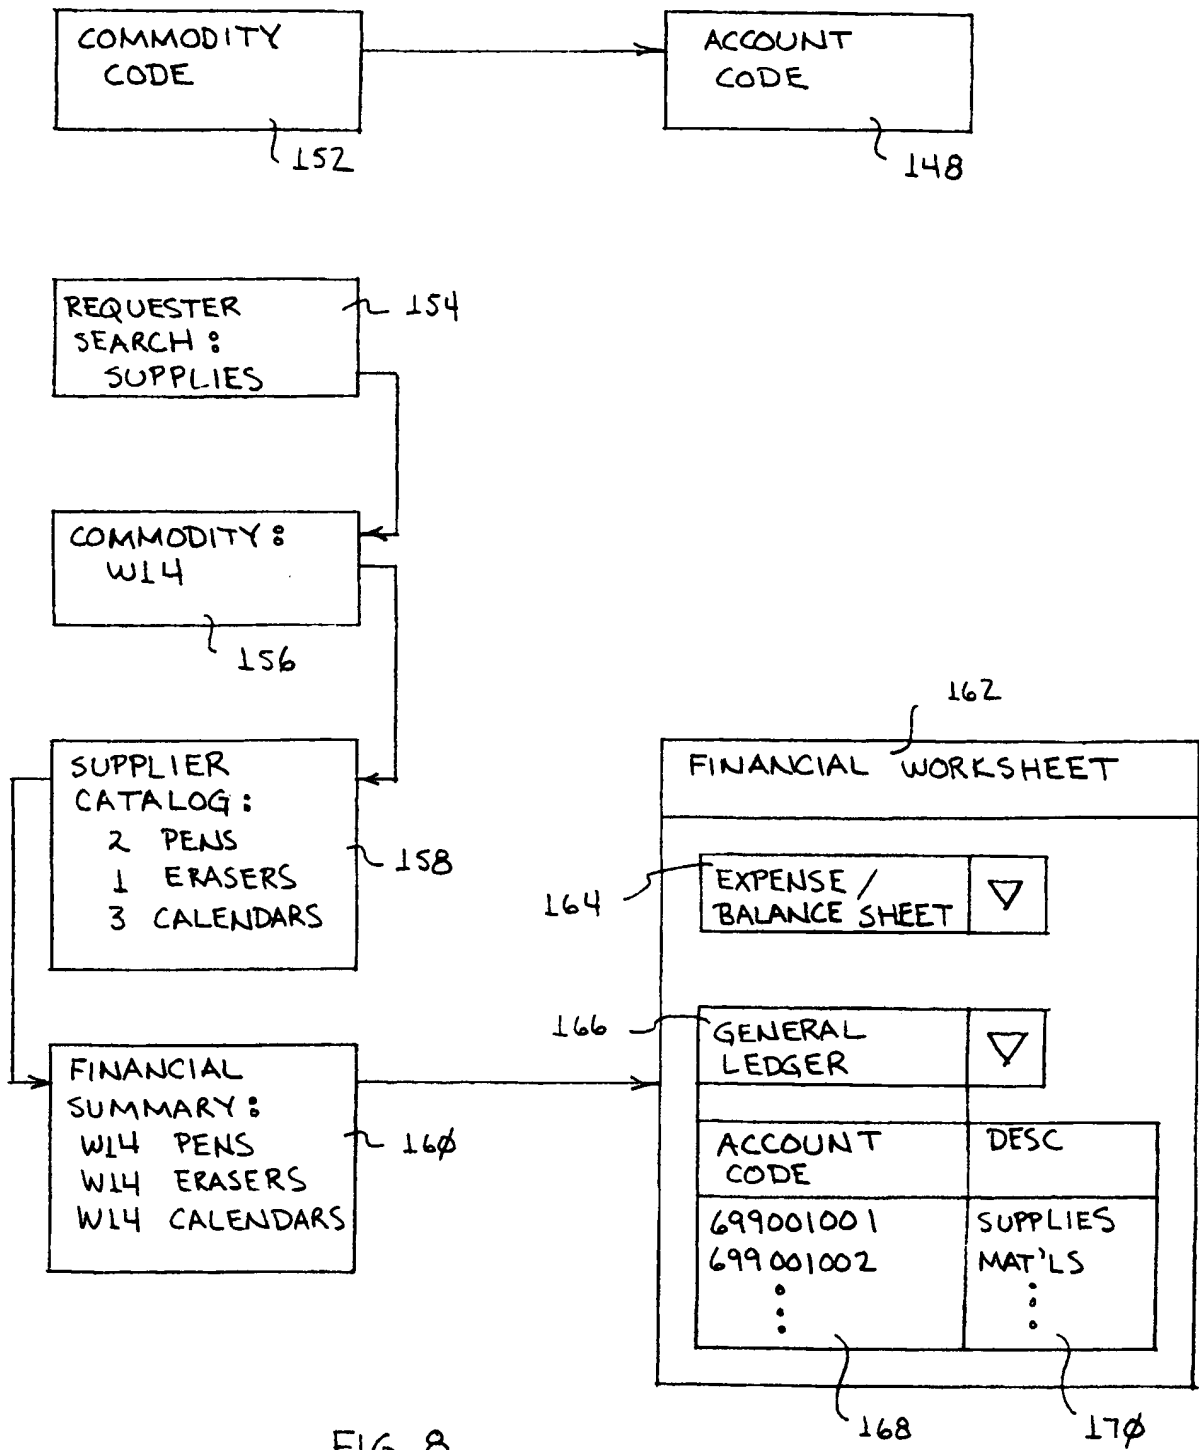 COMMODITY
CODE
152
ACCOUNT
CODE
148
REQUESTER
SEARCH:
SUPPLIES
154
COMMODITY:
W14
156
SUPPLIER
CATALOG:
2 PENS
1 ERASERS
3 CALENDARS
158
FINANCIAL
SUMMARY:
W14 PENS
W14 ERASERS
W14 CALENDARS
16ø
162
FINANCIAL WORKSHEET
164
EXPENSE/
BALANCE SHEET
166
GENERAL
LEDGER
ACCOUNT
CODE
DESC
699001001 SUPPLIES
699001002 MAT'LS
168
17ø
FIG. 8